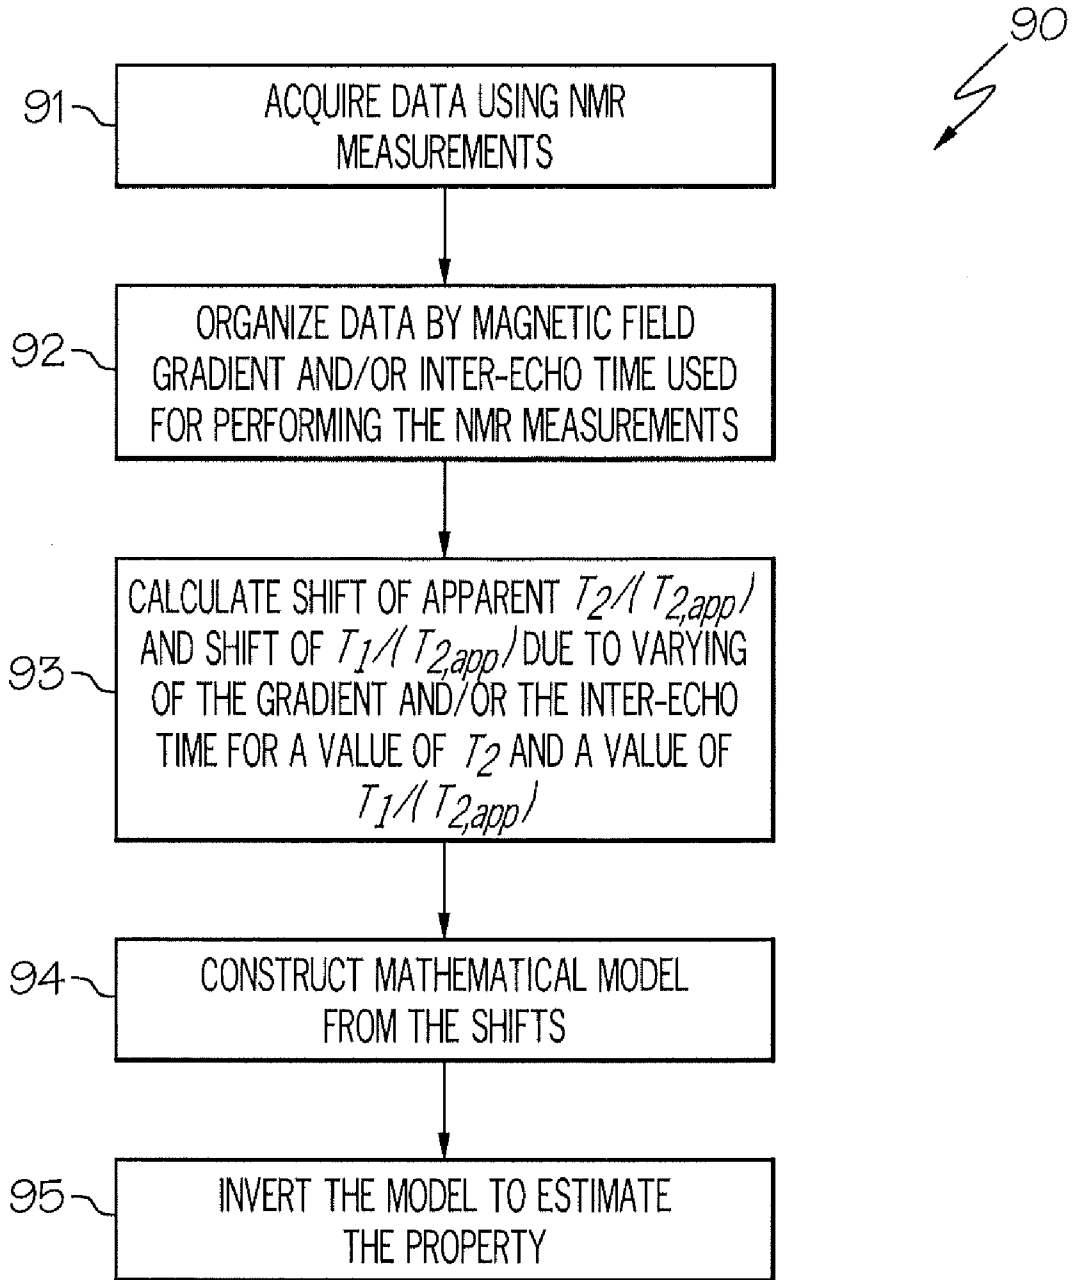 90
91
ACQUIRE DATA USING NMR
MEASUREMENTS
92
ORGANIZE DATA BY MAGNETIC FIELD
GRADIENT AND/OR INTER-ECHO TIME USED
FOR PERFORMING THE NMR MEASUREMENTS
93
CALCULATE SHIFT OF APPARENT T2/(T2,app)
AND SHIFT OF T1/(T2,app) DUE TO VARYING
OF THE GRADIENT AND/OR THE INTER-ECHO
TIME FOR A VALUE OF T2 AND A VALUE OF
T1/(T2,app)
94
CONSTRUCT MATHEMATICAL MODEL
FROM THE SHIFTS
95
INVERT THE MODEL TO ESTIMATE
THE PROPERTY